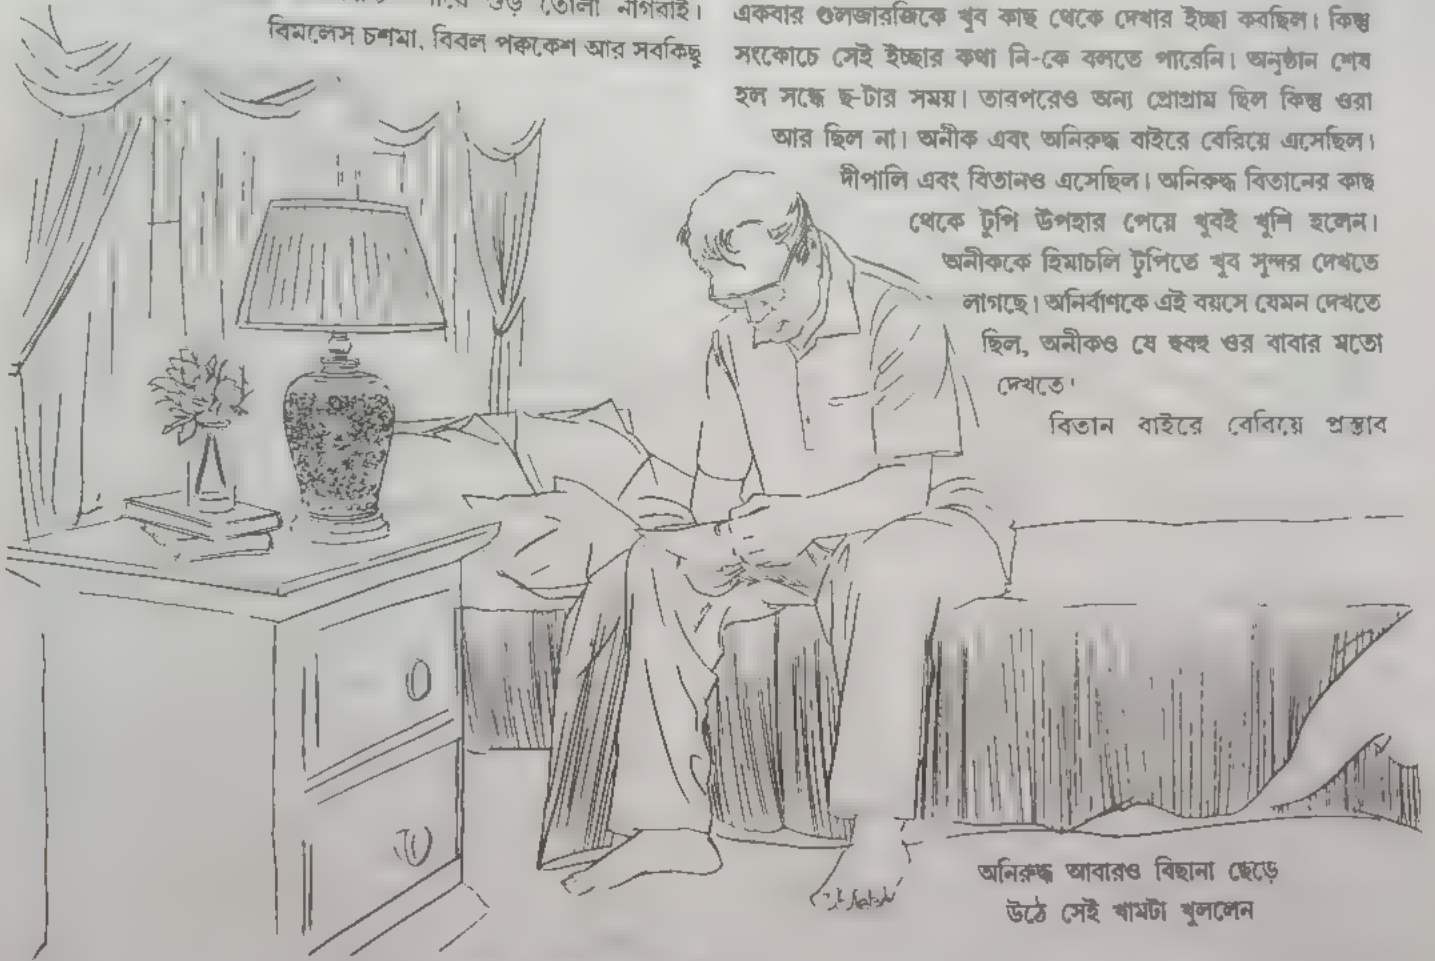 শুঁড় তোলা নাগরাই।
বিমলেস চশমা, বিবল পক্ককেশ আর সবকিছু
একবার গুলজারজিকে খুব কাছ থেকে দেখার ইচ্ছা করছিল। কিন্তু
সংকোচে সেই ইচ্ছার কথা নি-কে বলতে পারেনি। অনুষ্ঠান শেষ
হল সন্ধে ছ-টার সময়। তারপরেও অন্য প্রোগ্রাম ছিল কিন্তু ওরা
আর ছিল না। অনীক এবং অনিরুদ্ধ বাইরে বেরিয়ে এসেছিল।
দীপালি এবং বিতানও এসেছিল। অনিরুদ্ধ বিতানের কাছ
থেকে টুপি উপহার পেয়ে খুবই খুশি হলেন।
অনীককে হিমাচলি টুপিতে খুব সুন্দর দেখতে
লাগছে। অনির্বাণকে এই বয়সে যেমন দেখতে
ছিল, অনীকও যে হুবহু ওর বাবার মতো
দেখতে।
বিতান বাইরে বেবিয়ে প্রস্তাব
অনিরুদ্ধ আবারও বিছানা ছেড়ে
উঠে সেই খামটা খুললেন